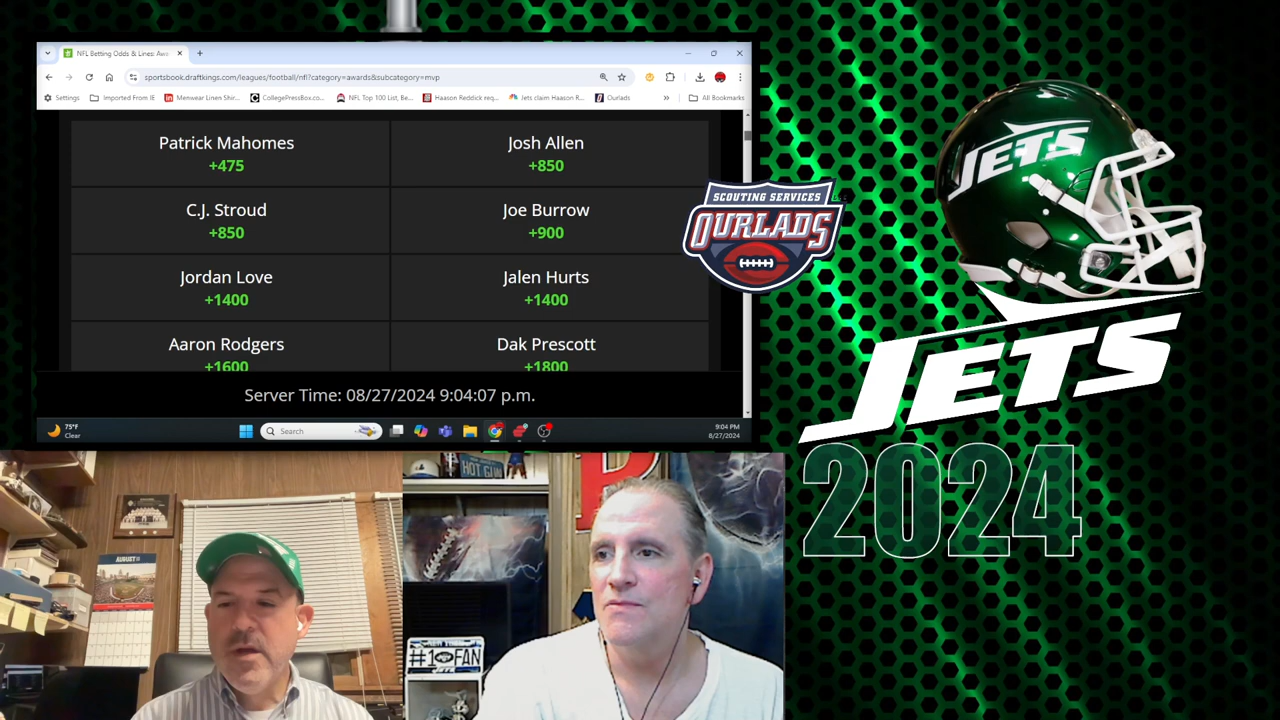 NFL Betting Odds & Lines: Awa
sportsbook.draftkings.com/leagues/football/nfl?category=awards&subcategory=mvp
Settings
Imported From IE
Menwear Linen Shir...
CollegePressBox.co...
NFL Top 100 List, Be...
Haason Reddick req...
Jets claim Haason R...
Ourlads
»
All Bookmarks
Patrick Mahomes
+475
Josh Allen
+850
C.J. Stroud
+850
Joe Burrow
+900
Jordan Love
+1400
Jalen Hurts
+1400
Aaron Rodgers
+1600
Dak Prescott
+1800
Server Time: 08/27/2024 9:04:07 p.m.
75°F
Clear
Search
9:04 PM
8/27/2024
SCOUTING SERVICES
OURLADS
JETS
JETS
2024
AUGUST
HOT
#1 FAN